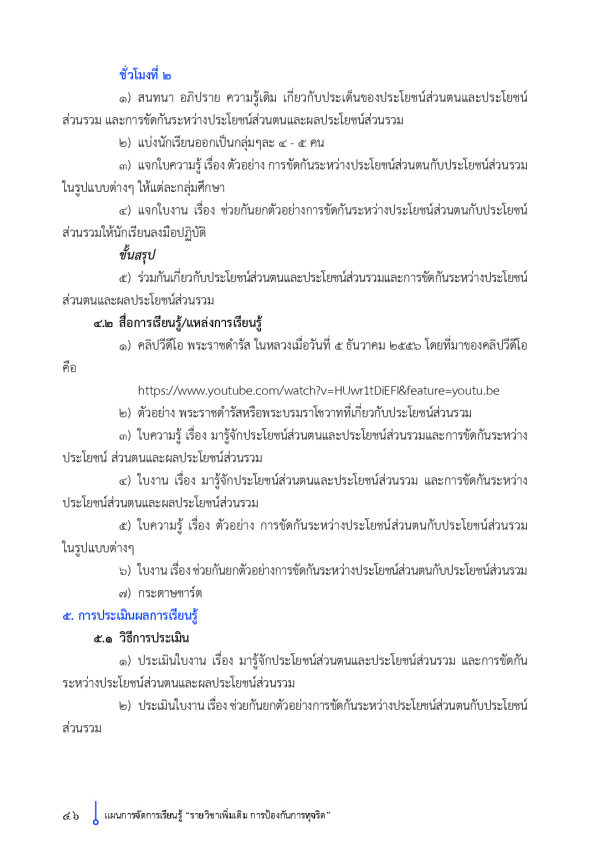 ชั่วโมงที่ ๒
๑) สนทนา อภิปราย ความรู้เดิม เกี่ยวกับประเด็นของประโยชน์ส่วนตนและประโยชน์
ส่วนรวม และการขัดกันระหว่างประโยชน์ส่วนตนและผลประโยชน์ส่วนรวม
๒) แบ่งนักเรียนออกเป็นกลุ่มๆละ ๔ - ๕ คน
๓) แจกใบความรู้ เรื่อง ตัวอย่าง การขัดกันระหว่างประโยชน์ส่วนตนกับประโยชน์ส่วนรวม
ในรูปแบบต่างๆ ให้แต่ละกลุ่มศึกษา
๔) แจกใบงาน เรื่อง ช่วยกันยกตัวอย่างการขัดกันระหว่างประโยชน์ส่วนตนกับประโยชน์
ส่วนรวมให้นักเรียนลงมือปฏิบัติ
ขั้นสรุป
๕) ร่วมกันเกี่ยวกับประโยชน์ส่วนตนและประโยชน์ส่วนรวมและการขัดกันระหว่างประโยชน์
ส่วนตนและผลประโยชน์ส่วนรวม
๔.๒ สื่อการเรียนรู้/แหล่งการเรียนรู้
๑) คลิปวีดีโอ พระราชดำรัส ในหลวงเมื่อวันที่ ๕ ธันวาคม ๒๕๕๖ โดยที่มาของคลิปวีดีโอ
คือ
https://www.youtube.com/watch?v=HUwr1tDiEFI&feature=youtu.be
๒) ตัวอย่าง พระราชดำรัสหรือพระบรมราโชวาทที่เกี่ยวกับประโยชน์ส่วนรวม
๓) ใบความรู้ เรื่อง มารู้จักประโยชน์ส่วนตนและประโยชน์ส่วนรวมและการขัดกันระหว่าง
ประโยชน์ ส่วนตนและผลประโยชน์ส่วนรวม
๔) ใบงาน เรื่อง มารู้จักประโยชน์ส่วนตนและประโยชน์ส่วนรวม และการขัดกันระหว่าง
ประโยชน์ส่วนตนและผลประโยชน์ส่วนรวม
๕) ใบความรู้ เรื่อง ตัวอย่าง การขัดกันระหว่างประโยชน์ส่วนตนกับประโยชน์ส่วนรวม
ในรูปแบบต่างๆ
๖) ใบงาน เรื่อง ช่วยกันยกตัวอย่างการขัดกันระหว่างประโยชน์ส่วนตนกับประโยชน์ส่วนรวม
๗) กระดาษชาร์ต
๕. การประเมินผลการเรียนรู้
๕.๑ วิธีการประเมิน
๑) ประเมินใบงาน เรื่อง มารู้จักประโยชน์ส่วนตนและประโยชน์ส่วนรวม และการขัดกัน
ระหว่างประโยชน์ส่วนตนและผลประโยชน์ส่วนรวม
๒) ประเมินใบงาน เรื่อง ช่วยกันยกตัวอย่างการขัดกันระหว่างประโยชน์ส่วนตนกับประโยชน์
ส่วนรวม
๔๖ แผนการจัดการเรียนรู้ "รายวิชาเพิ่มเติม การป้องกันการทุจริต"